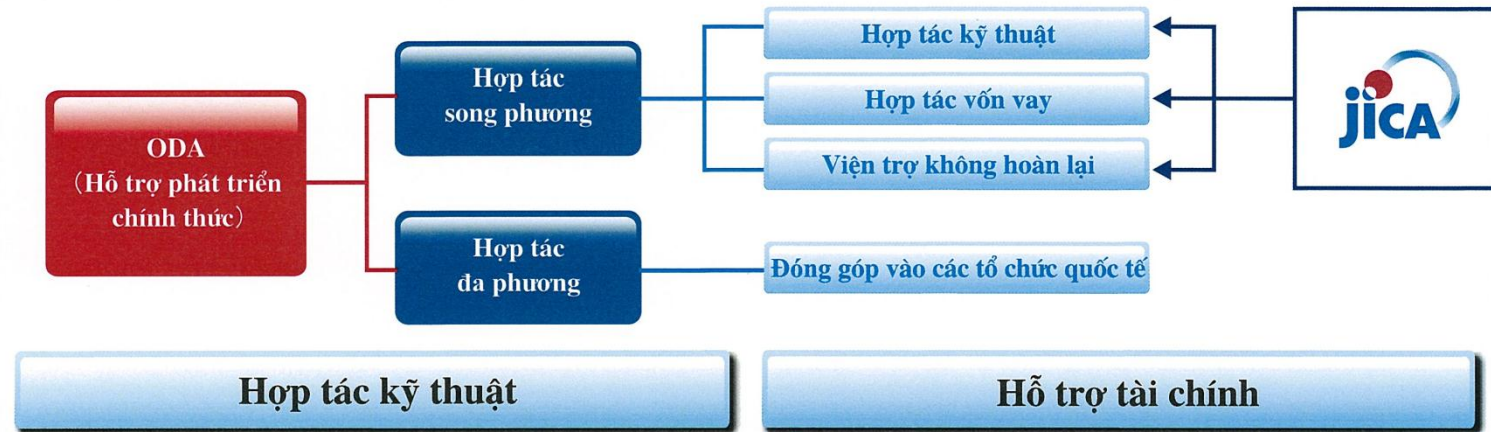 ODA
(Hỗ trợ phát triển
chính thức)
Hợp tác
song phương
Hợp tác
đa phương
Hợp tác kỹ thuật
Hợp tác vốn vay
Viện trợ không hoàn lại
Đóng góp vào các tổ chức quốc tế
jica
Hợp tác kỹ thuật
Hỗ trợ tài chính